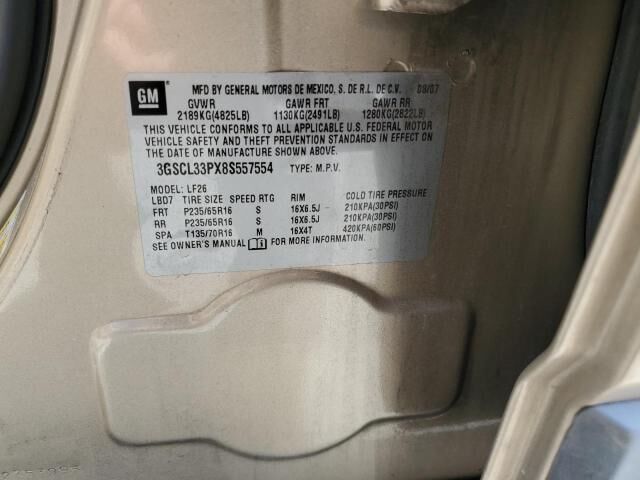 GM
MFD BY GENERAL MOTORS DE MEXICO, S. DE R.L. DE C.V. 08/07
GVWR GAWR FRT GAWR RR
2189KG(4825LB) 1130KG(2491LB) 1280KG(2822LB)
THIS VEHICLE CONFORMS TO ALL APPLICABLE U.S. FEDERAL MOTOR
VEHICLE SAFETY AND THEFT PREVENTION STANDARDS IN EFFECT ON
THE DATE OF MANUFACTURE SHOWN ABOVE.
3GSCL33PX8S557554 TYPE: M.P.V.
MODEL: LF26
LBD7 TIRE SIZE SPEED RTG RIM COLD TIRE PRESSURE
FRT P235/65R16 S 16X6.5J 210KPA(30PSI)
RR P235/65R16 S 16X6.5J 210KPA(30PSI)
SPA T135/70R16 M 16X4T 420KPA(60PSI)
SEE OWNER'S MANUAL FOR MORE INFORMATION.